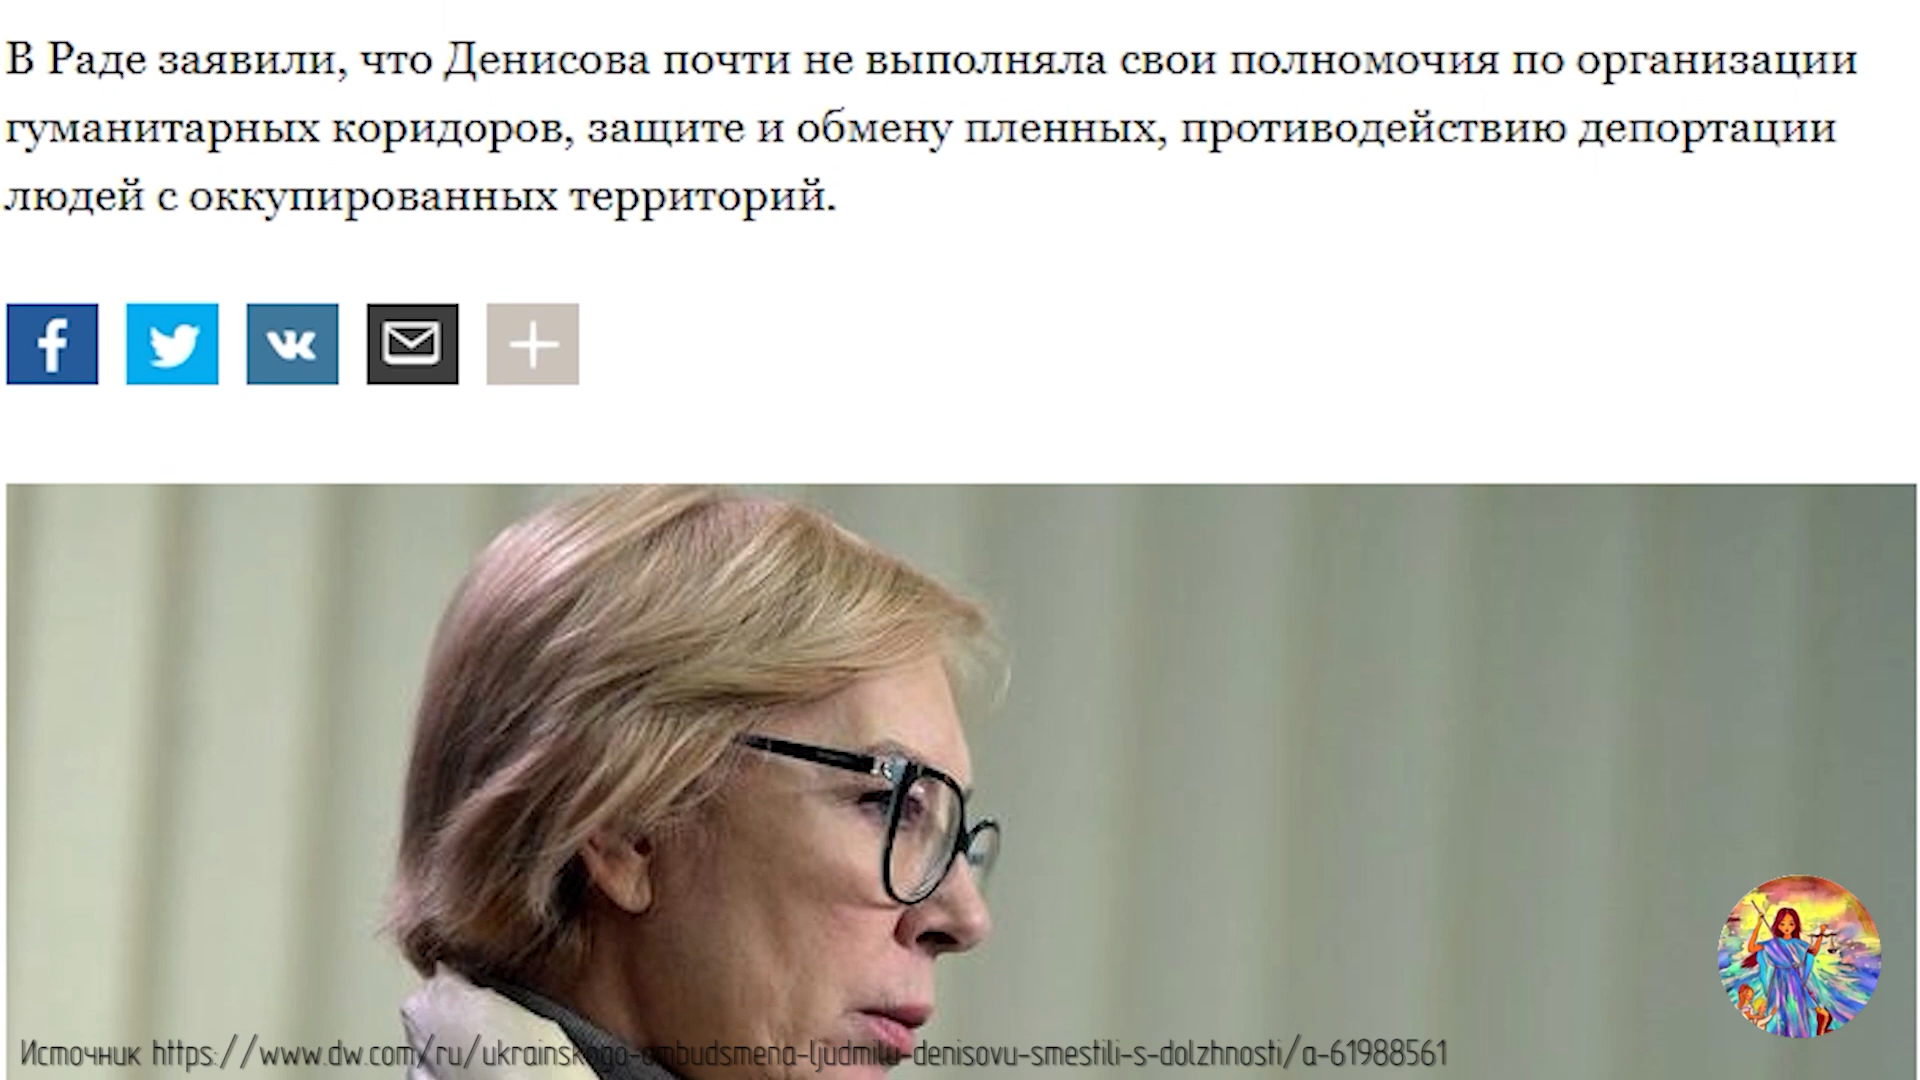 В Раде заявили, что Денисова почти не выполняла свои полномочия по организации
гуманитарных коридоров, защите и обмену пленных, противодействию депортации
людей с оккупированных территорий.
Источник https://www.dw.com/ru/ukrainskogo-ombudsmena-ljudmilu-denisovu-smestili-s-dolzhnosti/a-61988561